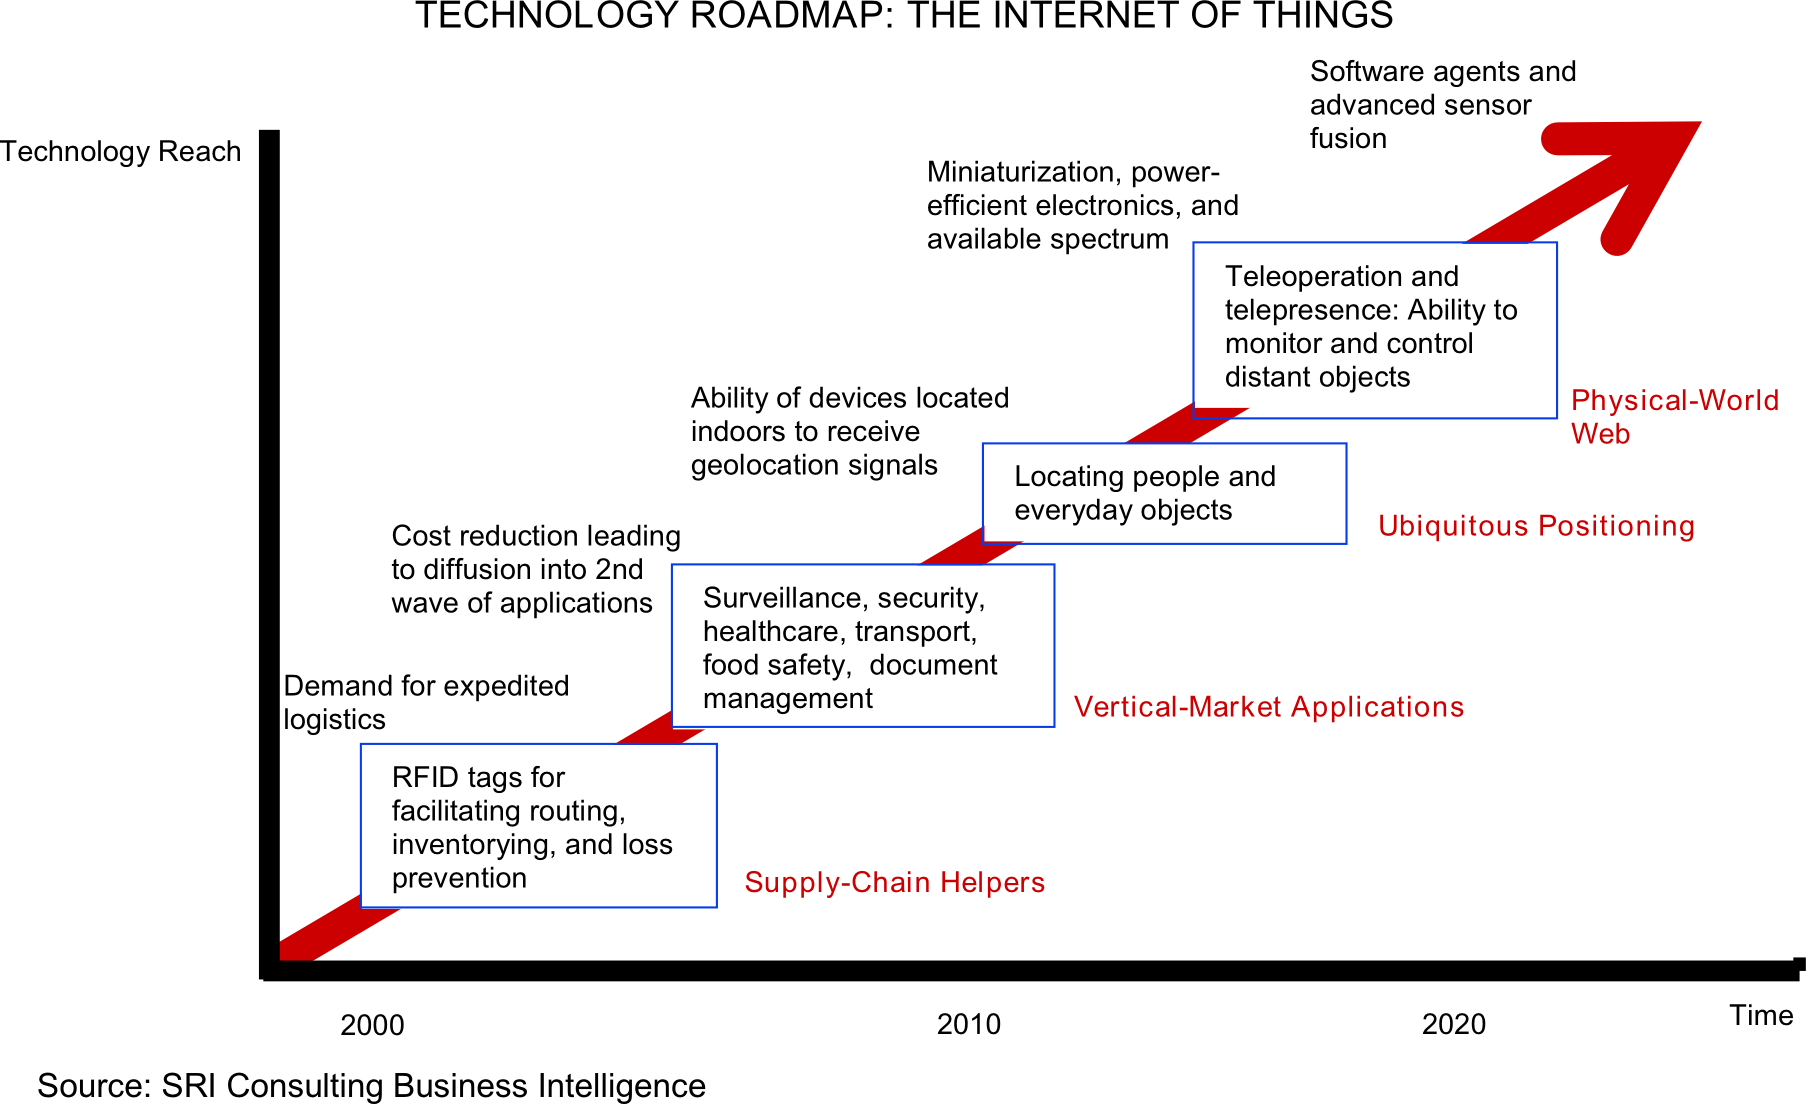 TECHNOLOGY ROADMAP: THE INTERNET OF THINGS
Software agents and
advanced sensor
fusion
Technology Reach
Miniaturization, power-
efficient electronics, and
available spectrum
Teleoperation and
telepresence: Ability to
monitor and control
distant objects
Physical-World
Web
Ability of devices located
indoors to receive
geolocation signals
Locating people and
everyday objects
Ubiquitous Positioning
Cost reduction leading
to diffusion into 2nd
wave of applications
Surveillance, security,
healthcare, transport,
food safety,  document
management
Vertical-Market Applications
Demand for expedited
logistics
RFID tags for
facilitating routing,
inventorying, and loss
prevention
Supply-Chain Helpers
2000
2010
2020
Time
Source: SRI Consulting Business Intelligence